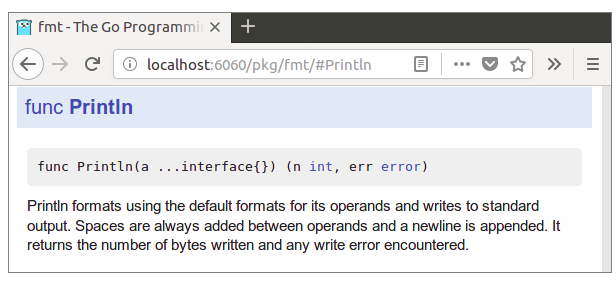 fmt - The Go Programmi
localhost:6060/pkg/fmt/#Println
func Println
func Println(a ...interface{}) (n int, err error)
Println formats using the default formats for its operands and writes to standard
output. Spaces are always added between operands and a newline is appended. It
returns the number of bytes written and any write error encountered.